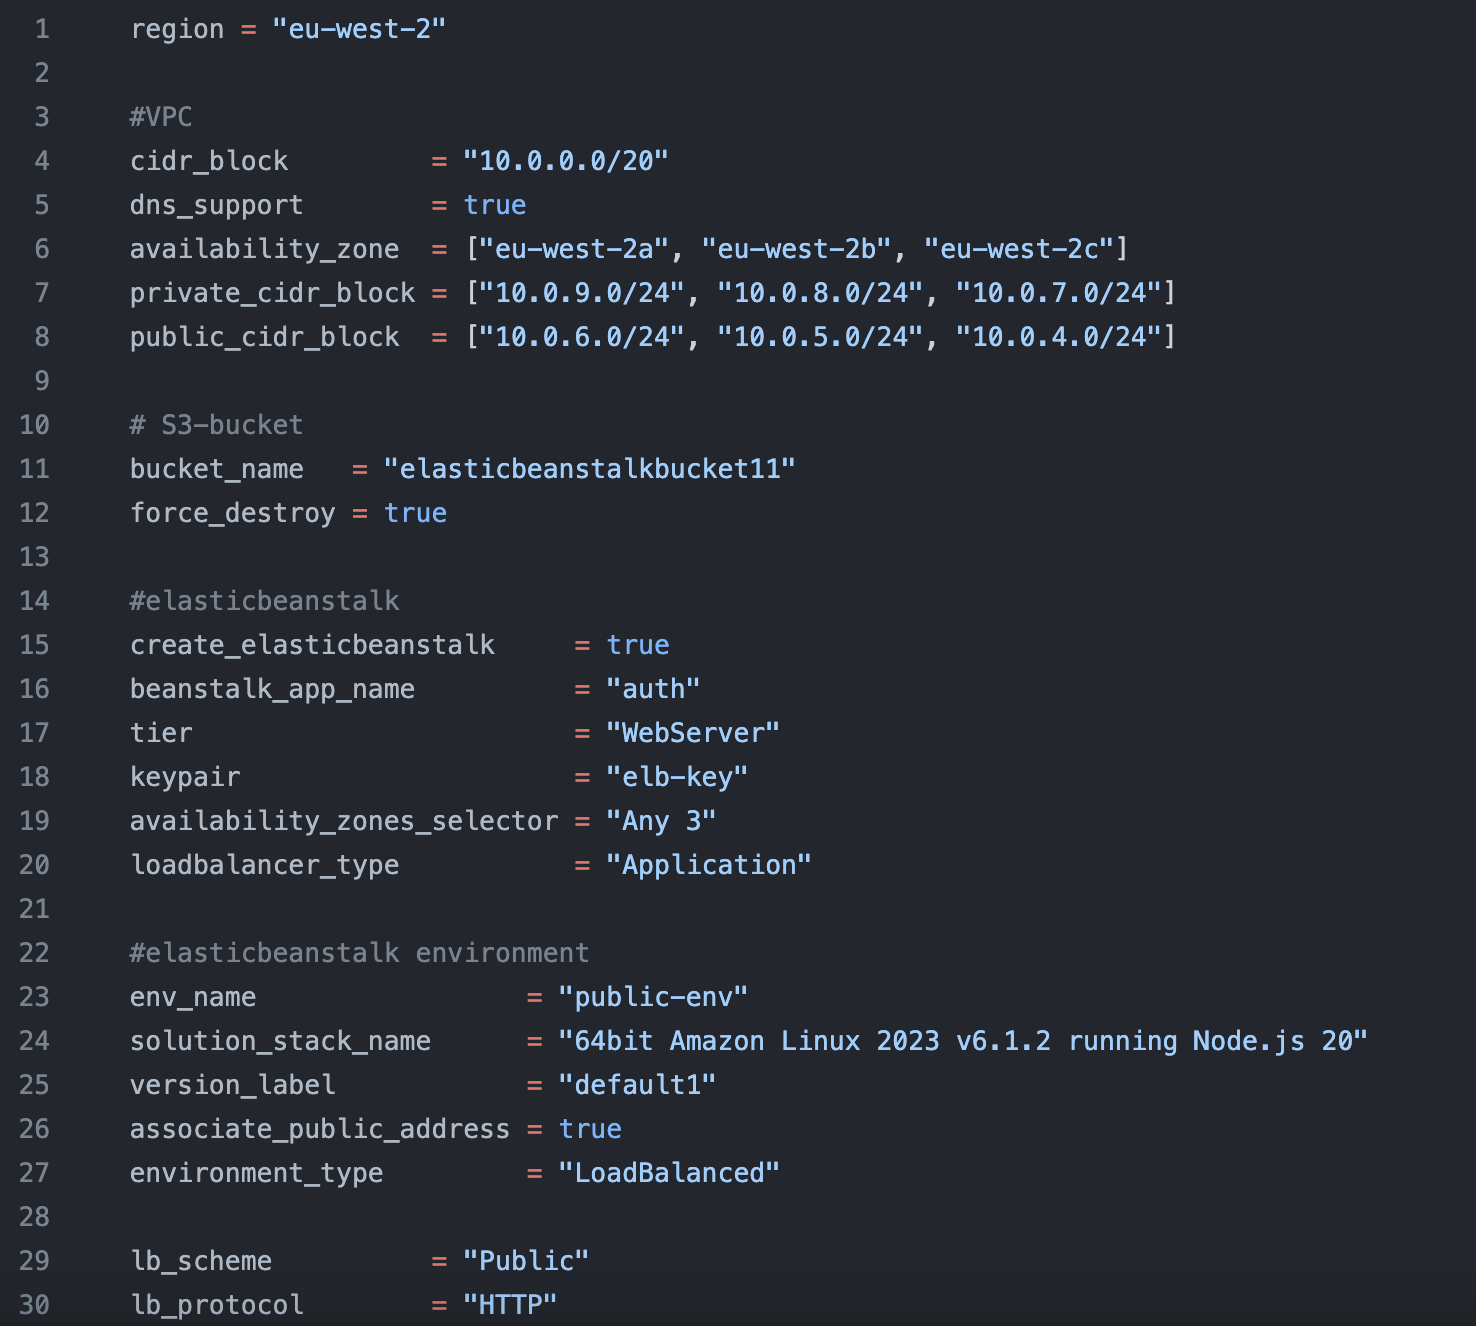 1 region = "eu-west-2"
2
3 #VPC
4 cidr_block = "10.0.0.0/20"
5 dns_support = true
6 availability_zone = ["eu-west-2a", "eu-west-2b", "eu-west-2c"]
7 private_cidr_block = ["10.0.9.0/24", "10.0.8.0/24", "10.0.7.0/24"]
8 public_cidr_block = ["10.0.6.0/24", "10.0.5.0/24", "10.0.4.0/24"]
9
10 # S3-bucket
11 bucket_name = "elasticbeanstalkbucket11"
12 force_destroy = true
13
14 #elasticbeanstalk
15 create_elasticbeanstalk = true
16 beanstalk_app_name = "auth"
17 tier = "WebServer"
18 keypair = "elb-key"
19 availability_zones_selector = "Any 3"
20 loadbalancer_type = "Application"
21
22 #elasticbeanstalk environment
23 env_name = "public-env"
24 solution_stack_name = "64bit Amazon Linux 2023 v6.1.2 running Node.js 20"
25 version_label = "default1"
26 associate_public_address = true
27 environment_type = "LoadBalanced"
28
29 lb_scheme = "Public"
30 lb_protocol = "HTTP"